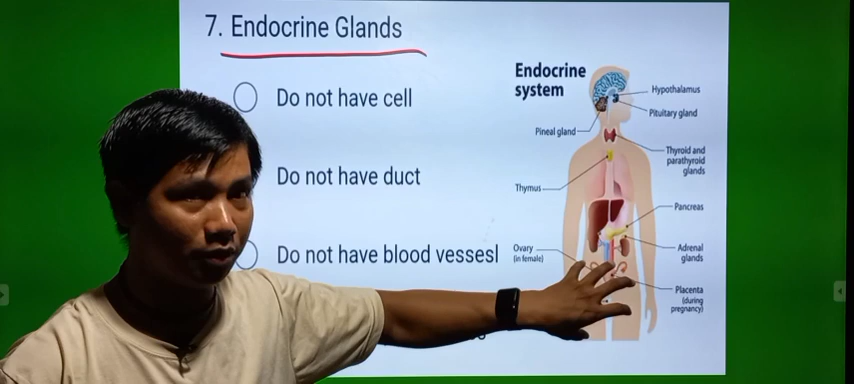 7. Endocrine Glands
Do not have cell
Do not have duct
Do not have blood vessesl
Endocrine
system
Hypothalamus
Pituitary gland
Pineal gland
Thyroid and
parathyroid
glands
Thymus
Pancreas
Ovary
(in female)
Adrenal
glands
Placenta
(during
pregnancy)